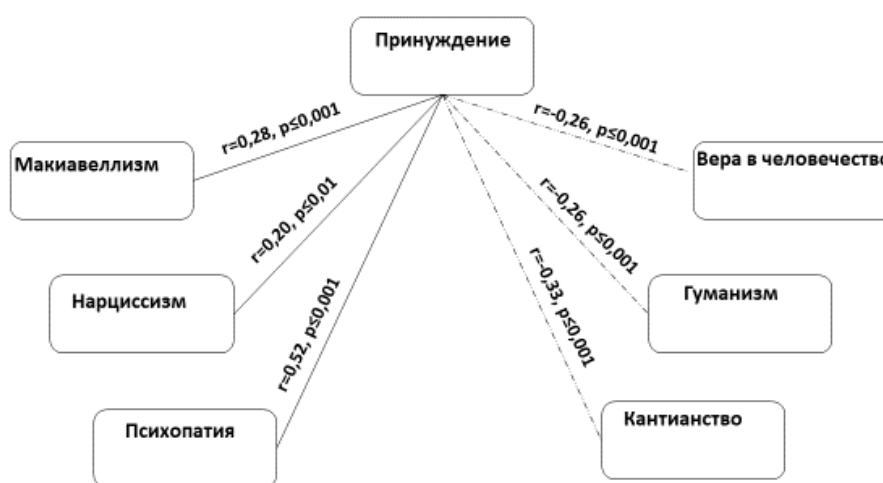 Принуждение
r=0,28, p≤0,001
r=-0,26, p≤0,001
Макиавеллизм
Вера в человечество
r=0,20, p≤0,01
r=-0,26, p≤0,001
Нарциссизм
Гуманизм
r=0,52, p≤0,001
r=-0,33, p≤0,001
Психопатия
Кантианство